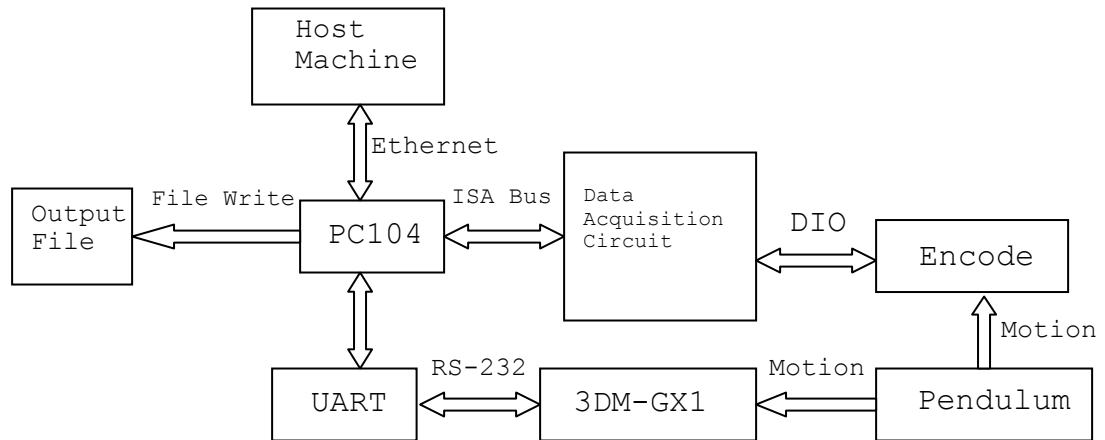 Host
Machine
Ethernet
Output
File
File Write
PC104
ISA Bus
Data
Acquisition
Circuit
DIO
Encode
Motion
UART
RS-232
3DM-GX1
Motion
Pendulum